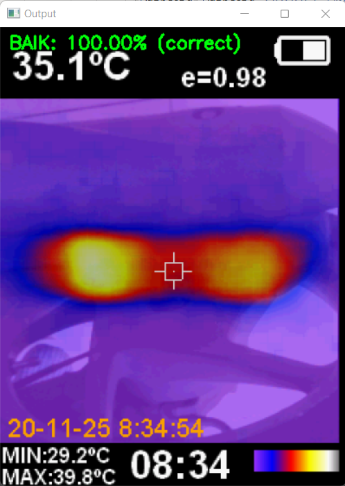 Output
BAIK: 100.00% (correct)
35.1ºC
e=0.98
20-11-25 8:34:54
MIN:29.2ºC
MAX:39.8ºC
08:34